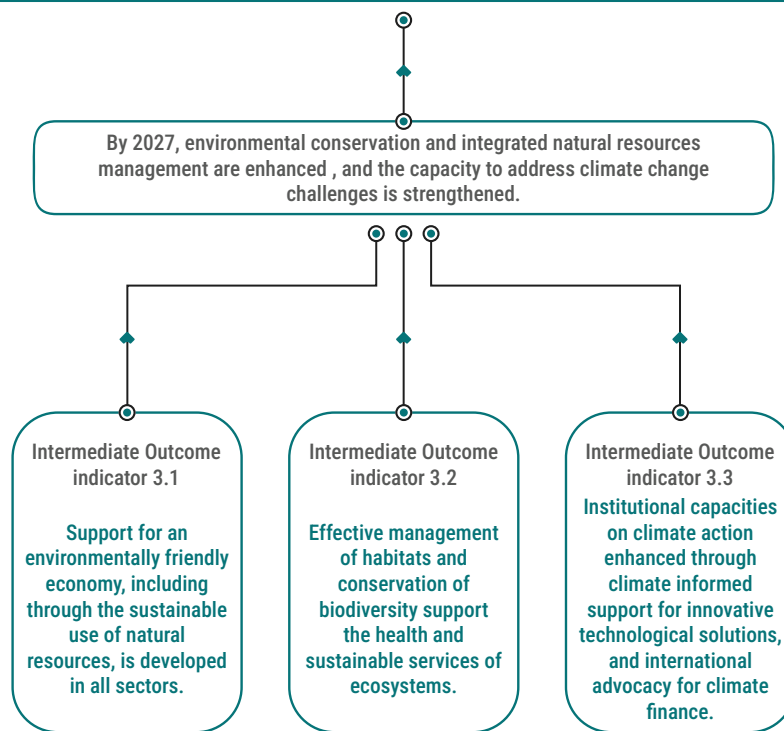 By 2027, environmental conservation and integrated natural resources
management are enhanced , and the capacity to address climate change
challenges is strengthened.
Intermediate Outcome
indicator 3.1
Support for an
environmentally friendly
economy, including
through the sustainable
use of natural
resources, is developed
in all sectors.
Intermediate Outcome
indicator 3.2
Effective management
of habitats and
conservation of
biodiversity support
the health and
sustainable services of
ecosystems.
Intermediate Outcome
indicator 3.3
Institutional capacities
on climate action
enhanced through
climate informed
support for innovative
technological solutions,
and international
advocacy for climate
finance.